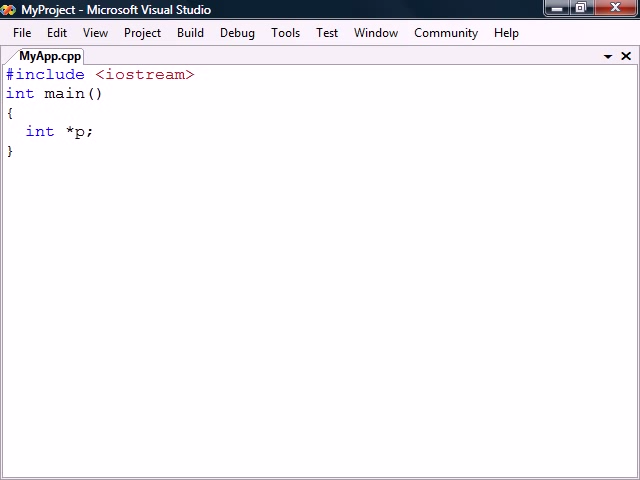 MyProject - Microsoft Visual Studio
File Edit View Project Build Debug Tools Test Window Community Help
MyApp.cpp
#include <iostream>
int main()
{
  int *p;
}